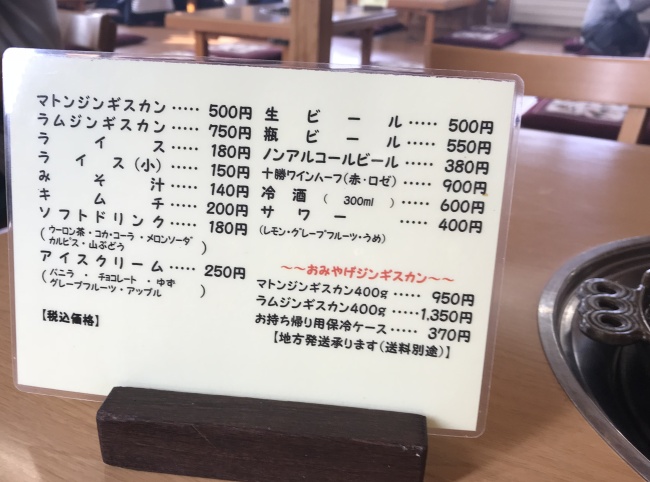 マトンジンギスカン‥‥‥ 500円
ラムジンギスカン‥‥‥ 750円
ライス‥‥‥ 180円
ライス(小)‥‥‥ 150円
みそ汁‥‥‥ 140円
キムチ‥‥‥ 200円
ソフトドリンク‥‥‥ 180円
(ウーロン茶・コカ・コーラ・メロンソーダ
カルピス・山ぶどう)
アイスクリーム‥‥‥ 250円
(バニラ・チョコレート・ゆず
グレープフルーツ・アップル)
【税込価格】
生ビール‥‥‥ 500円
瓶ビール‥‥‥ 550円
ノンアルコールビール‥‥‥ 380円
十勝ワインハーフ(赤・ロゼ)‥‥‥ 900円
冷酒(300ml)‥‥‥ 600円
サワー‥‥‥ 400円
(レモン・グレープフルーツ・うめ)
〜〜おみやげジンギスカン〜〜
マトンジンギスカン400g‥‥‥ 950円
ラムジンギスカン400g‥‥‥1,350円
お持ち帰り用保冷ケース‥‥‥ 370円
【地方発送承ります(送料別途)】